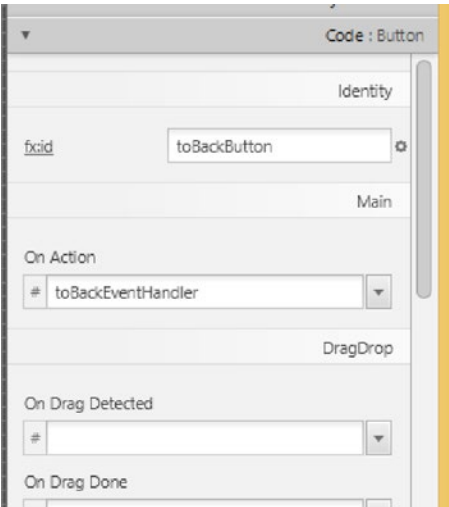 Code : Button
Identity
fx:id toBackButton
Main
On Action
# toBackEventHandler
DragDrop
On Drag Detected
#
On Drag Done